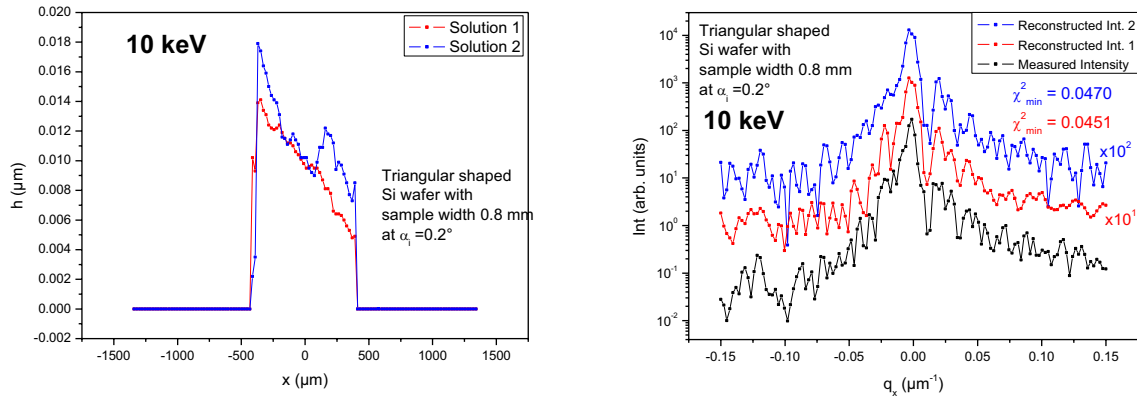 10 keV
Solution 1
Solution 2
0.020
0.018
0.016
0.014
0.012
0.010
0.008
0.006
0.004
0.002
0.000
-0.002
h (µm)
Triangular shaped
Si wafer with
sample width 0.8 mm
at αi =0.2°
-1500 -1000 -500 0 500 1000 1500
x (µm)
Triangular shaped
Si wafer with
sample width 0.8 mm
at αi =0.2°
10 keV
Reconstructed Int. 2
Reconstructed Int. 1
Measured Intensity
χ²min = 0.0470
χ²min = 0.0451
x10²
x10¹
10⁴
10³
10²
10¹
10⁰
10⁻¹
10⁻²
Int (arb. units)
-0.15 -0.10 -0.05 0.00 0.05 0.10 0.15
qx (µm⁻¹)